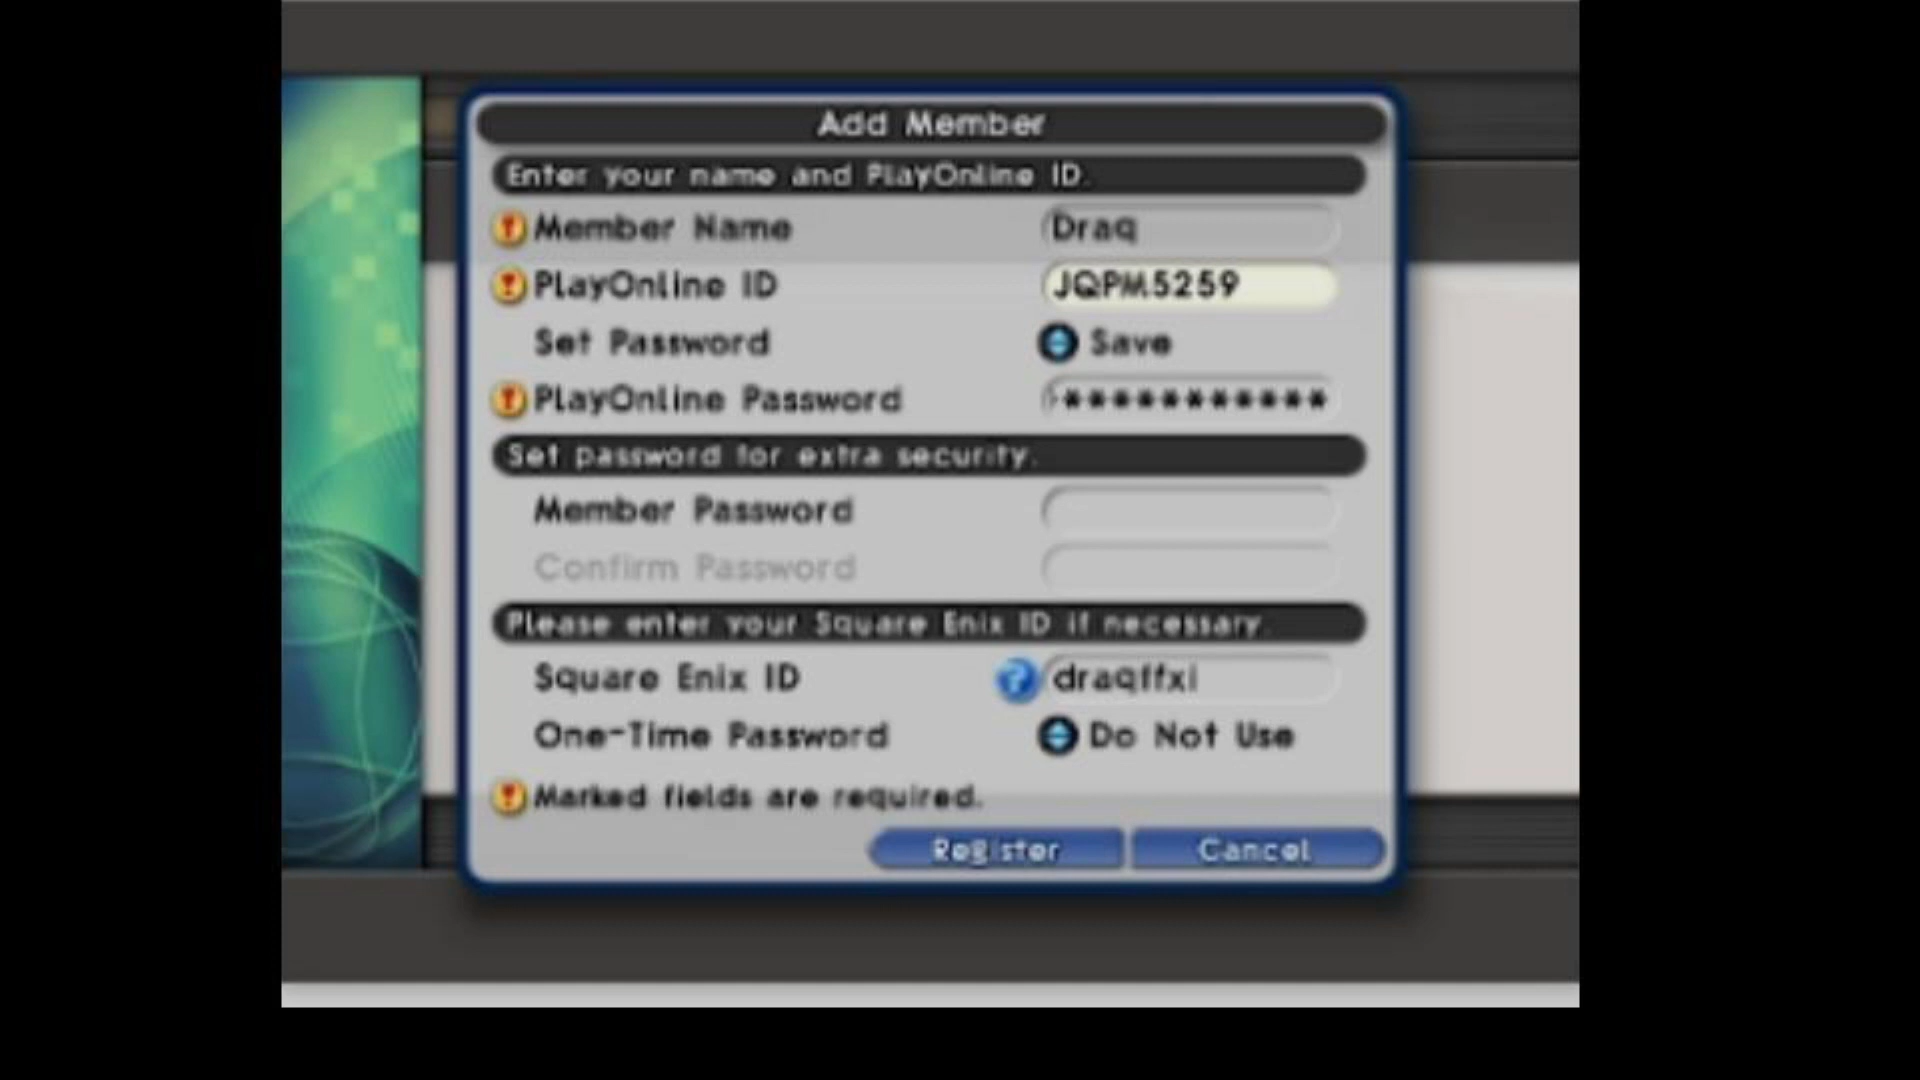 Add Member
Enter your name and PlayOnline ID.
Member Name Draq
PlayOnline ID JQPM5259
Set Password Save
PlayOnline Password ***********
Set password for extra security.
Member Password
Confirm Password
Please enter your Square Enix ID if necessary.
Square Enix ID ? draqffxi
One-Time Password Do Not Use
! Marked fields are required.
Register Cancel